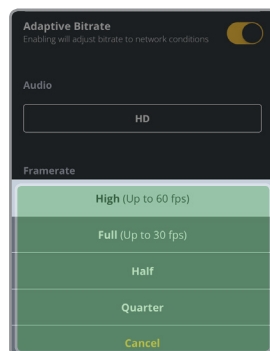 Adaptive Bitrate
Enabling will adjust bitrate to network conditions
Audio
HD
Framerate
High (Up to 60 fps)
Full (Up to 30 fps)
Half
Quarter
Cancel